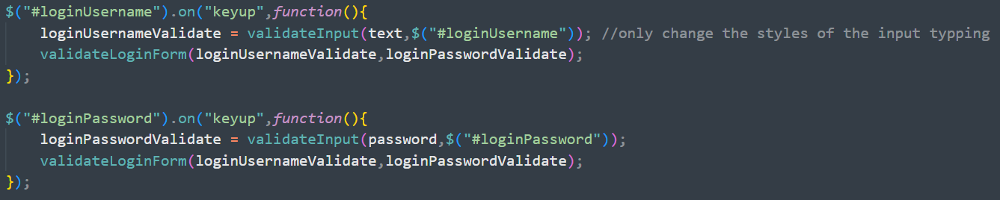 $("#loginUsername").on("keyup",function(){
    loginUsernameValidate = validateInput(text,$("#loginUsername")); //only change the styles of the input typping
    validateLoginForm(loginUsernameValidate,loginPasswordValidate);
});

$("#loginPassword").on("keyup",function(){
    loginPasswordValidate = validateInput(password,$("#loginPassword"));
    validateLoginForm(loginUsernameValidate,loginPasswordValidate);
});